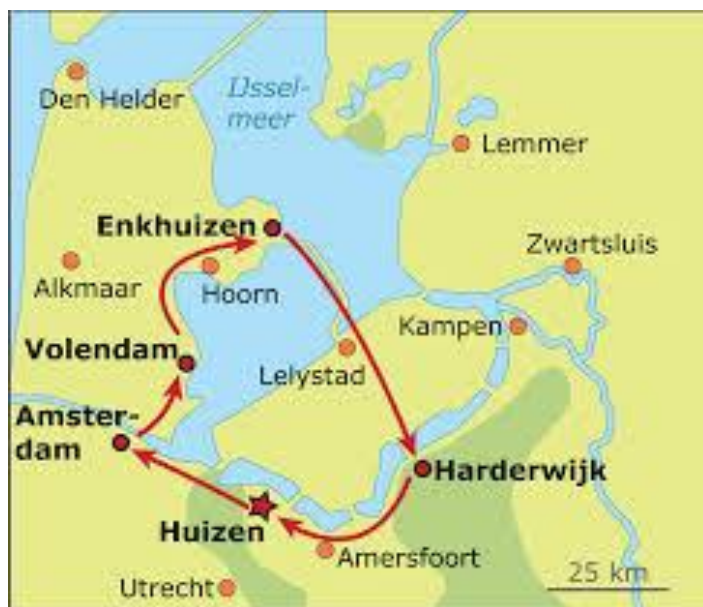 Den Helder
IJssel-
meer
Lemmer
Enkhuizen
Zwartsluis
Alkmaar
Hoorn
Kampen
Volendam
Lelystad
Amster-
dam
Harderwijk
Huizen
Amersfoort
Utrecht
25 km